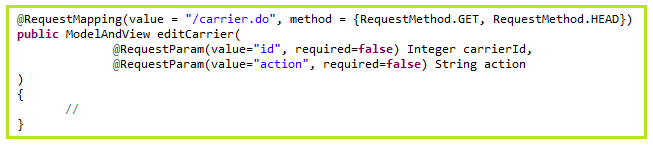 @RequestMapping(value = "/carrier.do", method = {RequestMethod.GET, RequestMethod.HEAD})
public ModelAndView editCarrier(
@RequestParam(value="id", required=false) Integer carrierId,
@RequestParam(value="action", required=false) String action
)
{
//
}